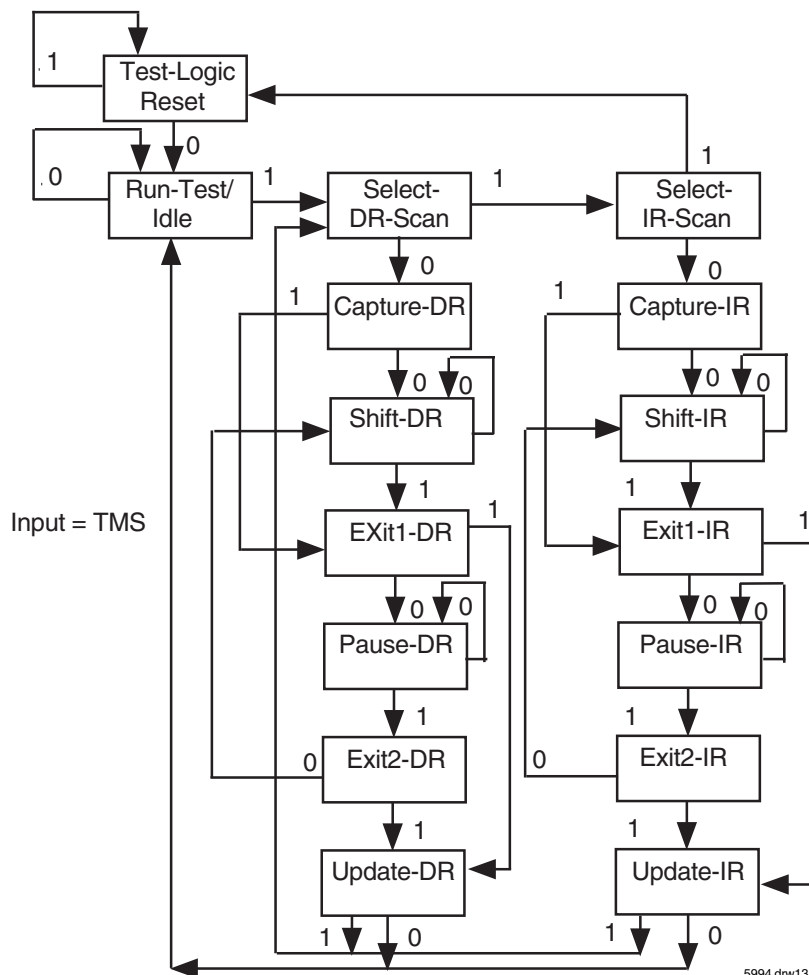 . 1
Test-Logic
Reset
0
. 0
Run-Test/
Idle
1
Select-
DR-Scan
1
Select-
IR-Scan
1
0
0
1
Capture-DR
1
Capture-IR
0
0
0
0
Shift-DR
Shift-IR
1
1
Input = TMS
EXit1-DR
1
Exit1-IR
1
0
0
0
0
Pause-DR
Pause-IR
1
1
0
Exit2-DR
0
Exit2-IR
1
1
Update-DR
Update-IR
1
0
1
0
5994 drw13